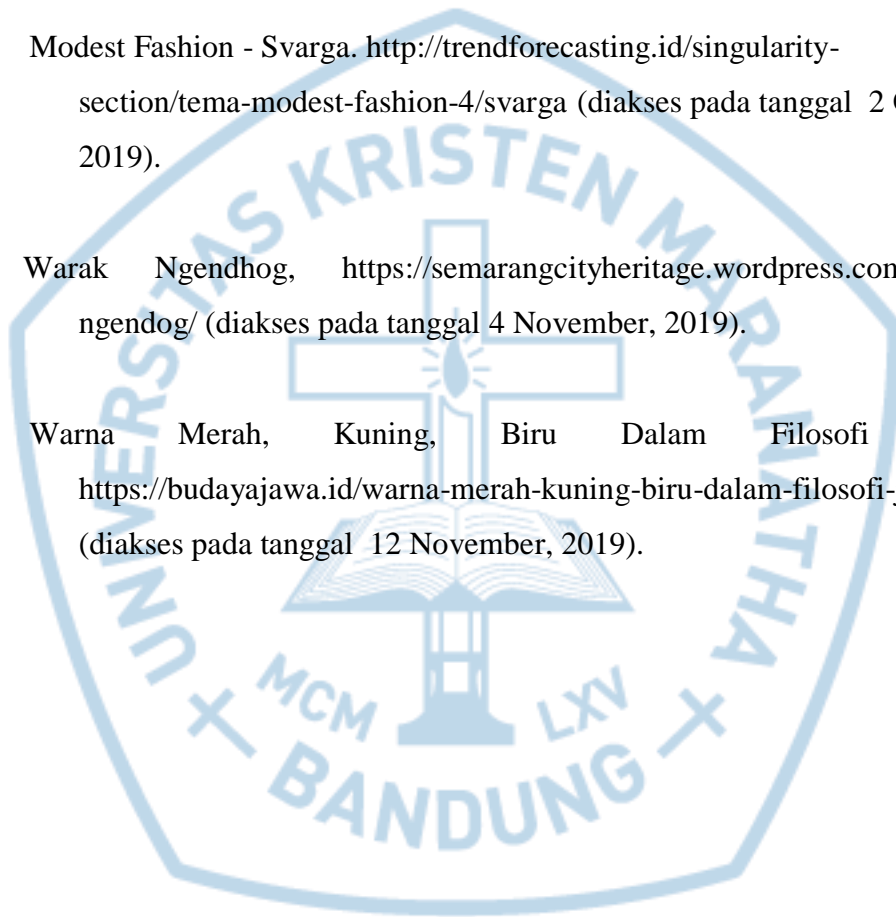 Modest Fashion - Svarga. http://trendforecasting.id/singularity-
section/tema-modest-fashion-4/svarga (diakses pada tanggal 2
2019).
Warak Ngendhog, https://semarangcityheritage.wordpress.com
ngendog/ (diakses pada tanggal 4 November, 2019).
Warna Merah, Kuning, Biru Dalam Filosofi
https://budayajawa.id/warna-merah-kuning-biru-dalam-filosofi-
(diakses pada tanggal 12 November, 2019).
UNIVERSITAS KRISTEN MARANATHA
MCM LXV
BANDUNG